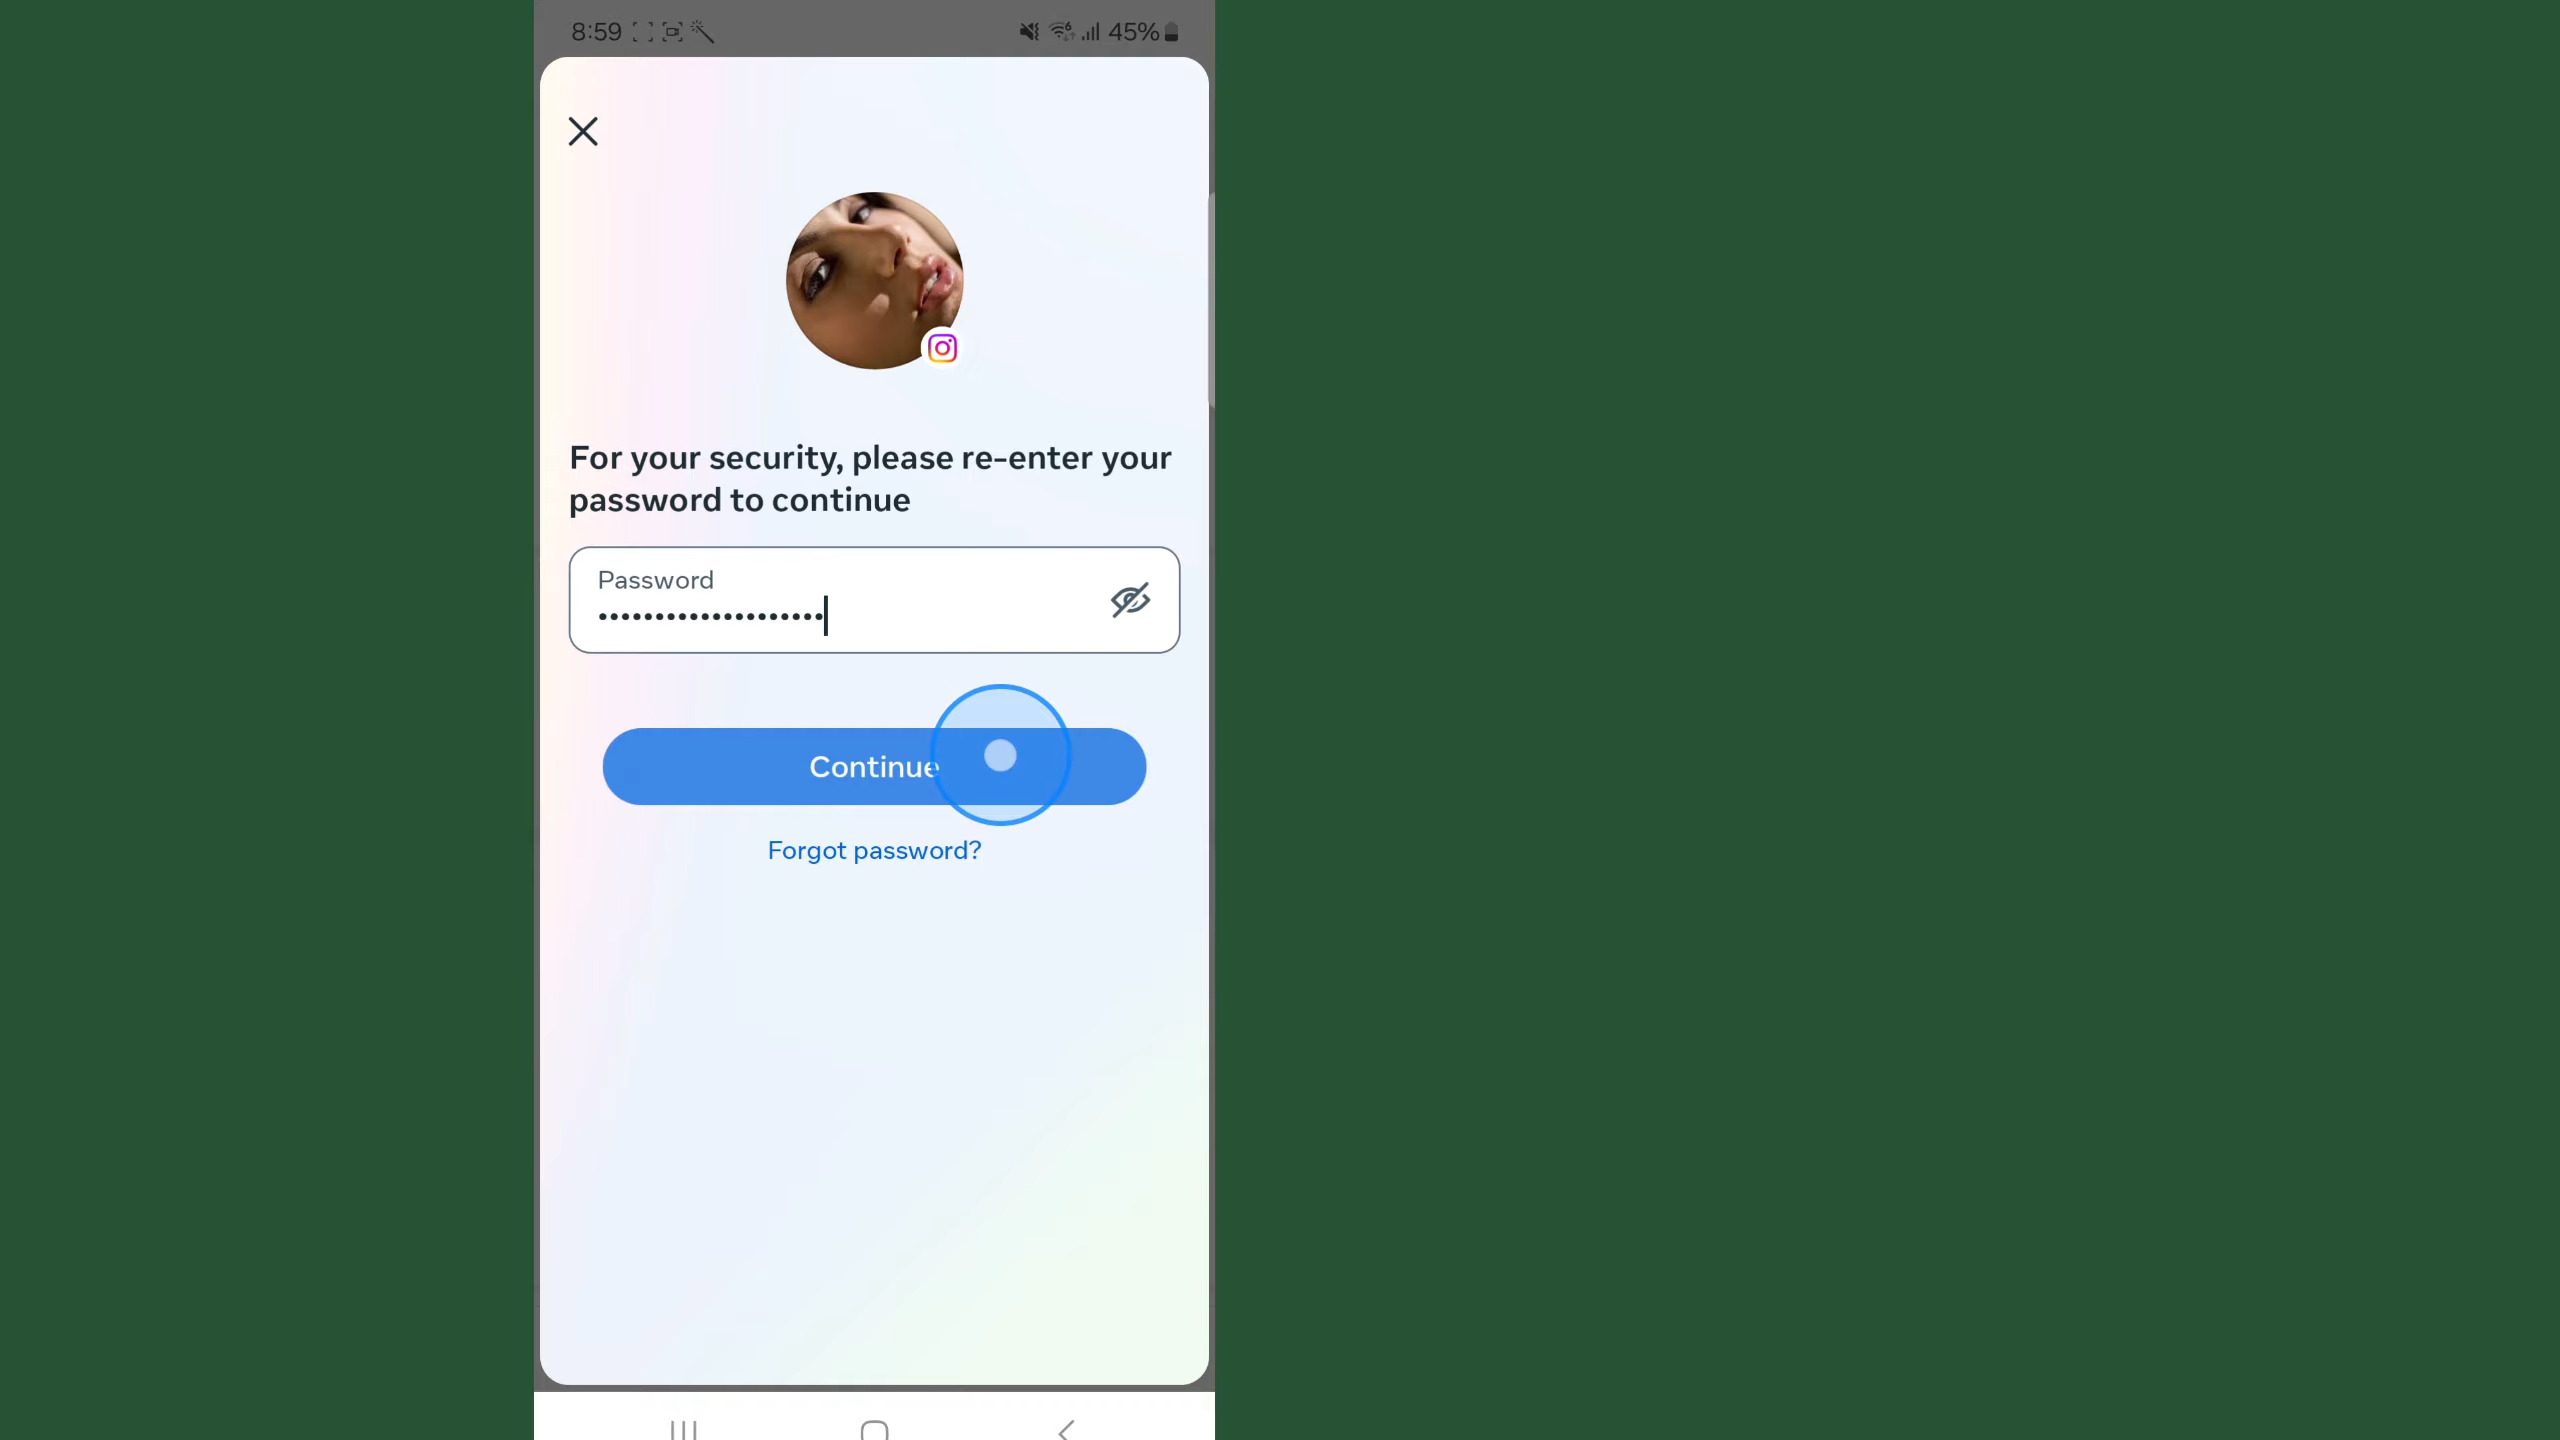 8:59 45%
For your security, please re-enter your
password to continue
Password
•••••••••••••••••••
Continue
Forgot password?